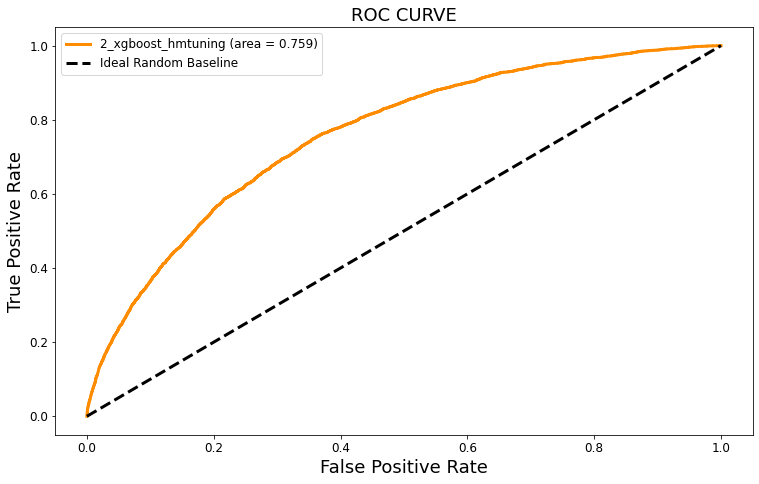 ROC CURVE
2_xgboost_hmtuning (area = 0.759)
Ideal Random Baseline
True Positive Rate
1.0
0.8
0.6
0.4
0.2
0.0
0.0 0.2 0.4 0.6 0.8 1.0
False Positive Rate